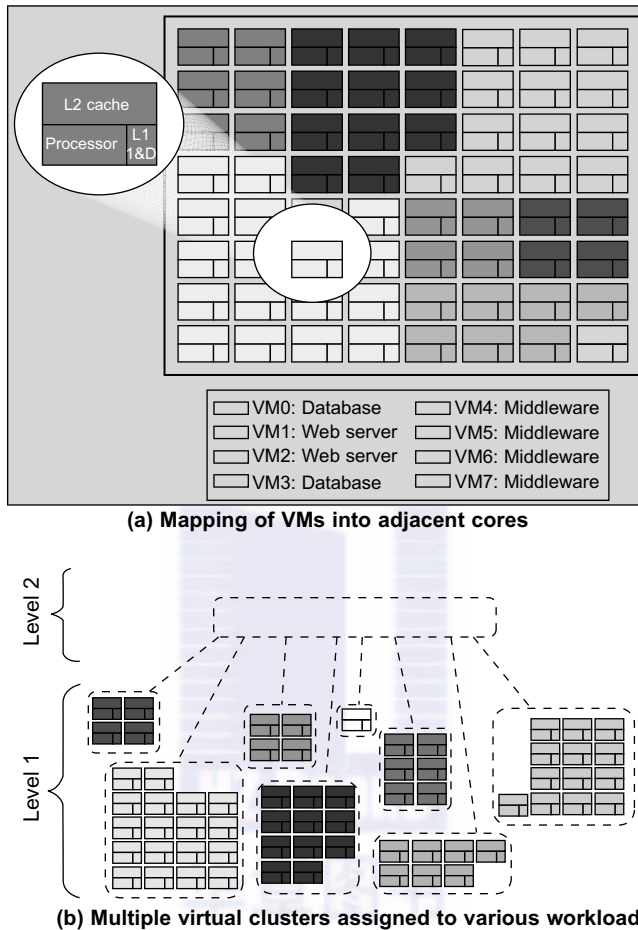 L2 cache
Processor
L1
1&D
VM0: Database
VM4: Middleware
VM1: Web server
VM5: Middleware
VM2: Web server
VM6: Middleware
VM3: Database
VM7: Middleware
(a) Mapping of VMs into adjacent cores
Level 2
Level 1
(b) Multiple virtual clusters assigned to various workload